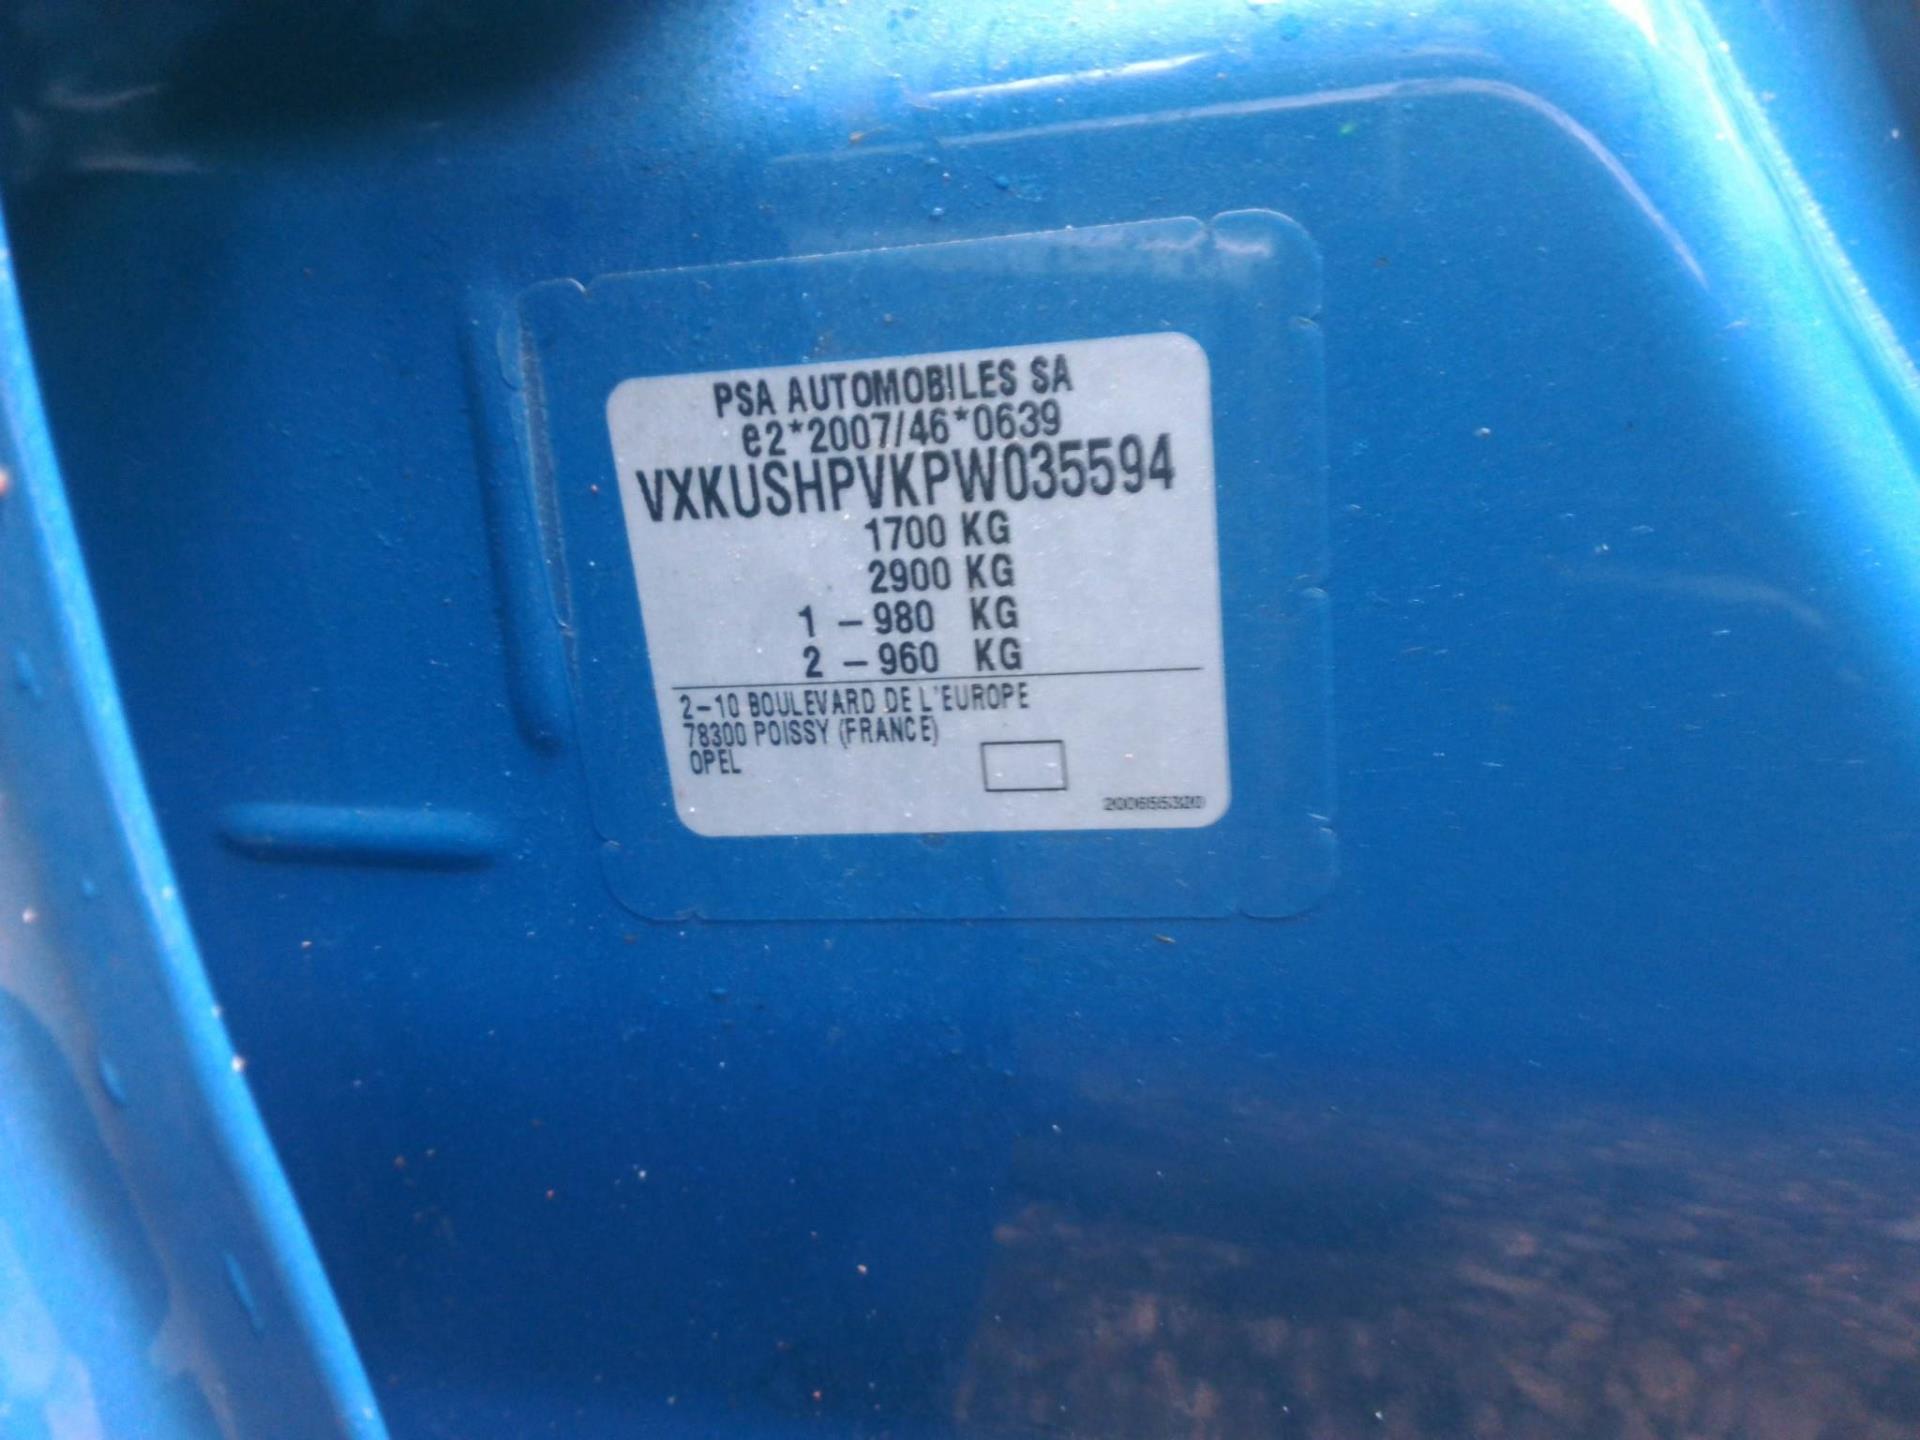 PSA AUTOMOBILES SA
e2*2007/46*0639
VXKUSHPVKPW035594
1700 KG
2900 KG
1 – 980 KG
2 – 960 KG
2–10 BOULEVARD DE L'EUROPE
78300 POISSY (FRANCE)
OPEL